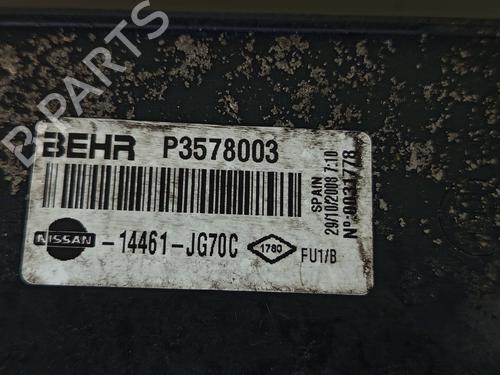 B-Parts
BEHR P3578003
NISSAN -14461-JG70C 1780 FU1/B
SPAIN
29/10/2008 7:10
Nº:0031778